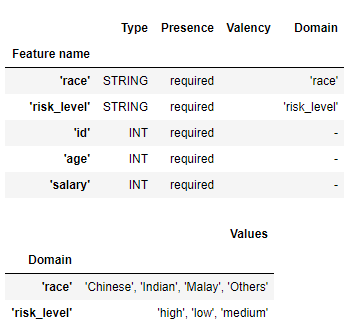 Type Presence Valency Domain
Feature name
'race' STRING required 'race'
'risk_level' STRING required 'risk_level'
'id' INT required -
'age' INT required -
'salary' INT required -
Values
Domain
'race' 'Chinese', 'Indian', 'Malay', 'Others'
'risk_level' 'high', 'low', 'medium'